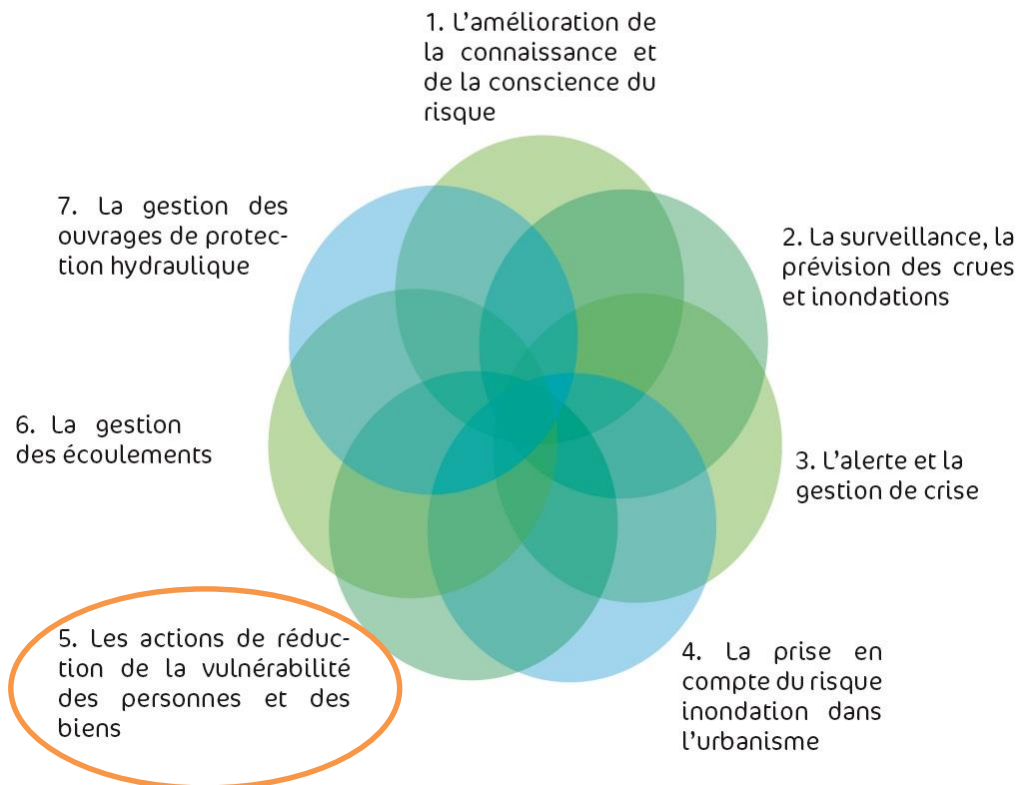 1. L'amélioration de
la connaissance et
de la conscience du
risque
2. La surveillance, la
prévision des crues
et inondations
3. L'alerte et la
gestion de crise
4. La prise en
compte du risque
inondation dans
l'urbanisme
5. Les actions de réduc-
tion de la vulnérabilité
des personnes et des
biens
6. La gestion
des écoulements
7. La gestion des
ouvrages de protec-
tion hydraulique